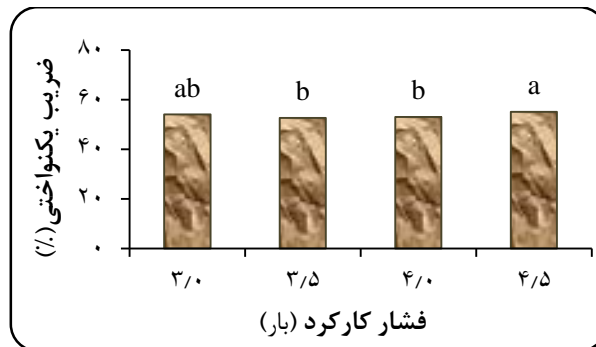 ضریب یکنواختی(٪)
۸۰
۶۰
۴۰
۲۰
۰
ab b b a
۳٫۰ ۳٫۵ ۴٫۰ ۴٫۵
فشار کارکرد (بار)